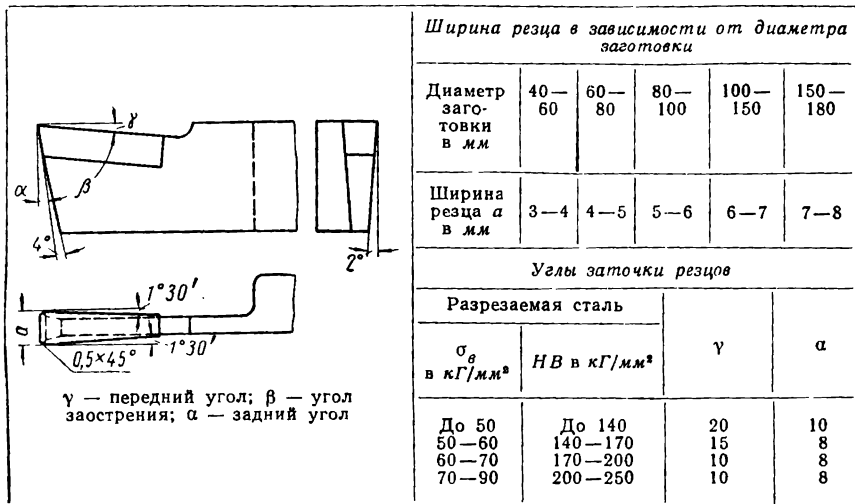 γ
α
β
4°
2°
1°30′
a
1°30′
0,5×45°
γ — передний угол; β — угол
заострения; α — задний угол
Ширина резца в зависимости от диаметра
заготовки
Диаметр
заго-
товки
в мм
40—
60
60—
80
80—
100
100—
150
150—
180
Ширина
резца a
в мм
3—4
4—5
5—6
6—7
7—8
Углы заточки резцов
Разрезаемая сталь
σв
в кГ/мм²
HB в кГ/мм²
γ
α
До 50 До 140 20 10
50—60 140—170 15 8
60—70 170—200 10 8
70—90 200—250 10 8